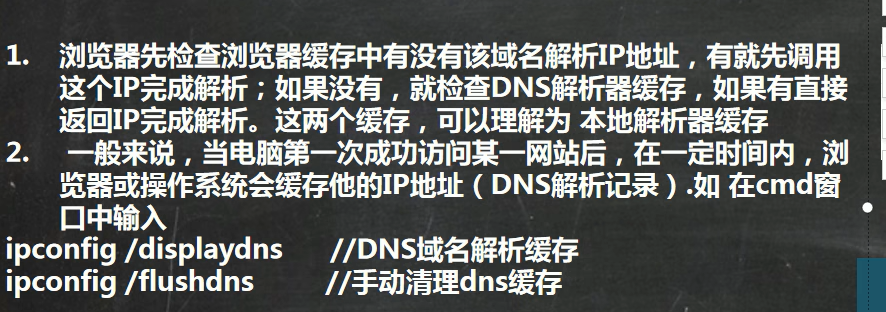 1. 浏览器先检查浏览器缓存中有没有该域名解析IP地址，有就先调用
这个IP完成解析；如果没有，就检查DNS解析器缓存，如果有直接
返回IP完成解析。这两个缓存，可以理解为 本地解析器缓存
2. 一般来说，当电脑第一次成功访问某一网站后，在一定时间内，浏
览器或操作系统会缓存他的IP地址（DNS解析记录）.如 在cmd窗
口中输入
ipconfig /displaydns //DNS域名解析缓存
ipconfig /flushdns //手动清理dns缓存